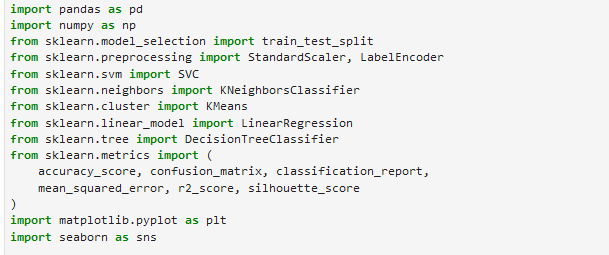 import pandas as pd
import numpy as np
from sklearn.model_selection import train_test_split
from sklearn.preprocessing import StandardScaler, LabelEncoder
from sklearn.svm import SVC
from sklearn.neighbors import KNeighborsClassifier
from sklearn.cluster import KMeans
from sklearn.linear_model import LinearRegression
from sklearn.tree import DecisionTreeClassifier
from sklearn.metrics import (
    accuracy_score, confusion_matrix, classification_report,
    mean_squared_error, r2_score, silhouette_score
)
import matplotlib.pyplot as plt
import seaborn as sns